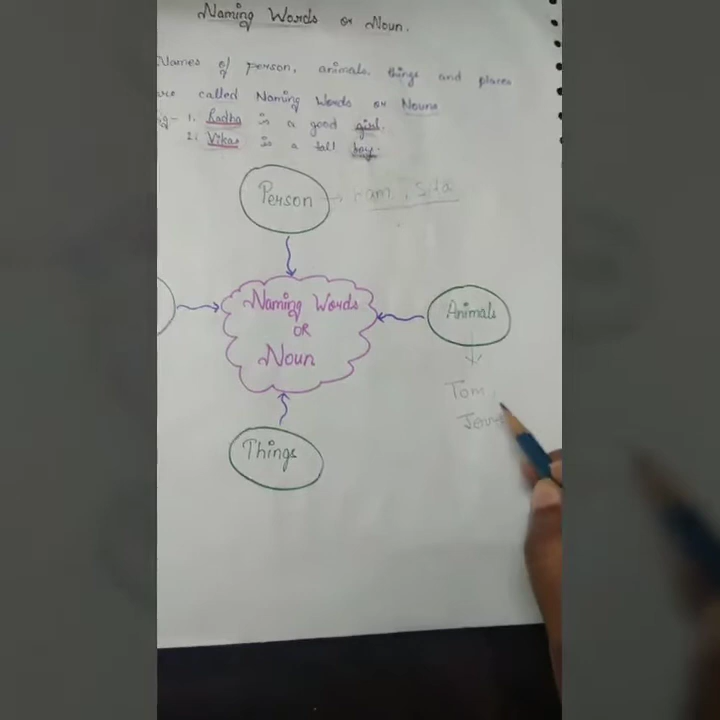 Naming Words or Noun.
Names of person, animals, things and places
are called Naming Words or Nouns
eg- 1. Radha is a good girl.
2. Vikas is a tall boy.
Person → ram, Sita
Naming Words
OR
Noun
Animals
Tom,
Jerry
Things